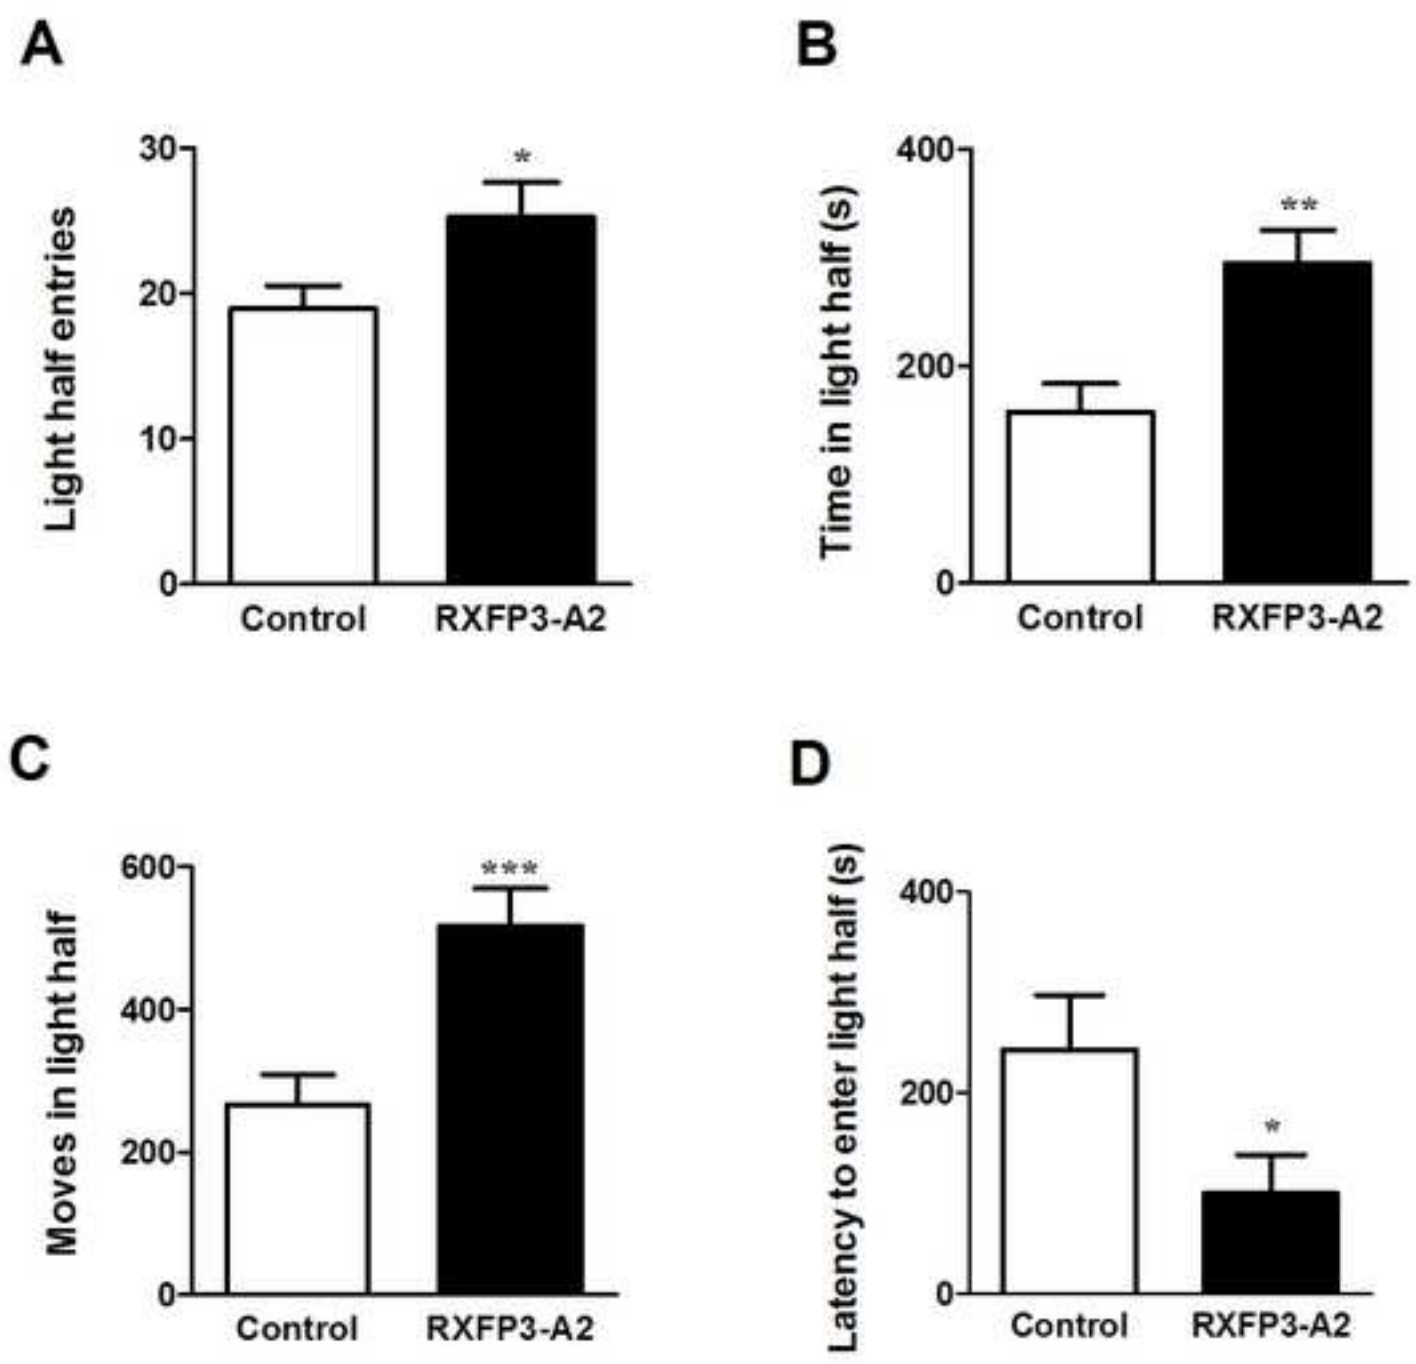 A
Light half entries
30
20
10
0
*
Control
RXFP3-A2
B
Time in light half (s)
400
200
0
**
Control
RXFP3-A2
C
Moves in light half
600
400
200
0
***
Control
RXFP3-A2
D
Latency to enter light half (s)
400
200
0
*
Control
RXFP3-A2